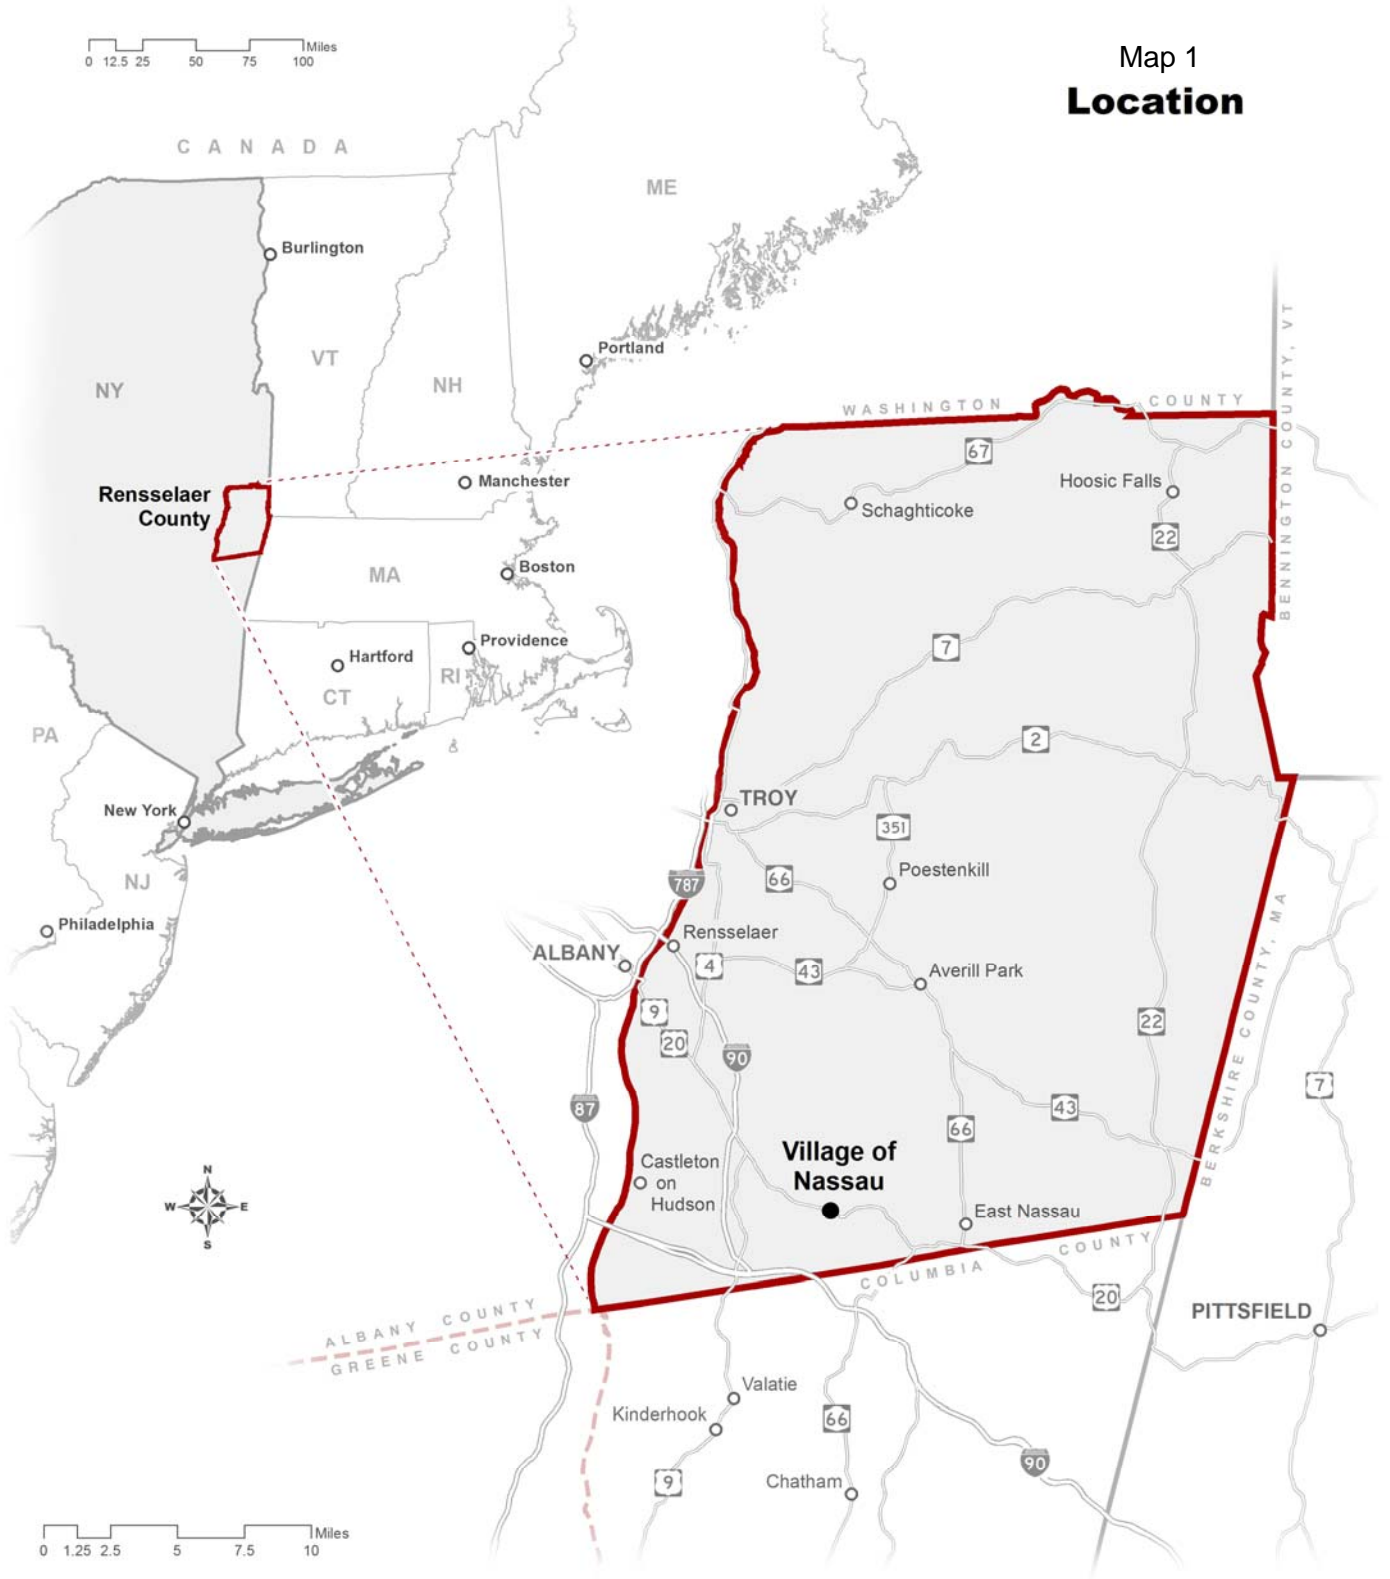 Map 1
Location
Miles
0 12.5 25 50 75 100
CANADA
ME
Burlington
VT
NH
NY
Portland
Manchester
Rensselaer
County
Boston
MA
Providence
Hartford
RI
CT
PA
New York
NJ
Philadelphia
WASHINGTON COUNTY
BENNINGTON COUNTY, VT
67
Hoosic Falls
Schaghticoke
22
7
2
TROY
351
787
66
Poestenkill
Rensselaer
ALBANY
4
43
Averill Park
9
20
90
22
87
43
66
7
BERKSHIRE COUNTY, MA
Village of
Nassau
Castleton
on
Hudson
East Nassau
N
W E
S
COLUMBIA COUNTY
20
ALBANY COUNTY
GREENE COUNTY
PITTSFIELD
Valatie
Kinderhook
66
9
Chatham
90
Miles
0 1.25 2.5 5 7.5 10